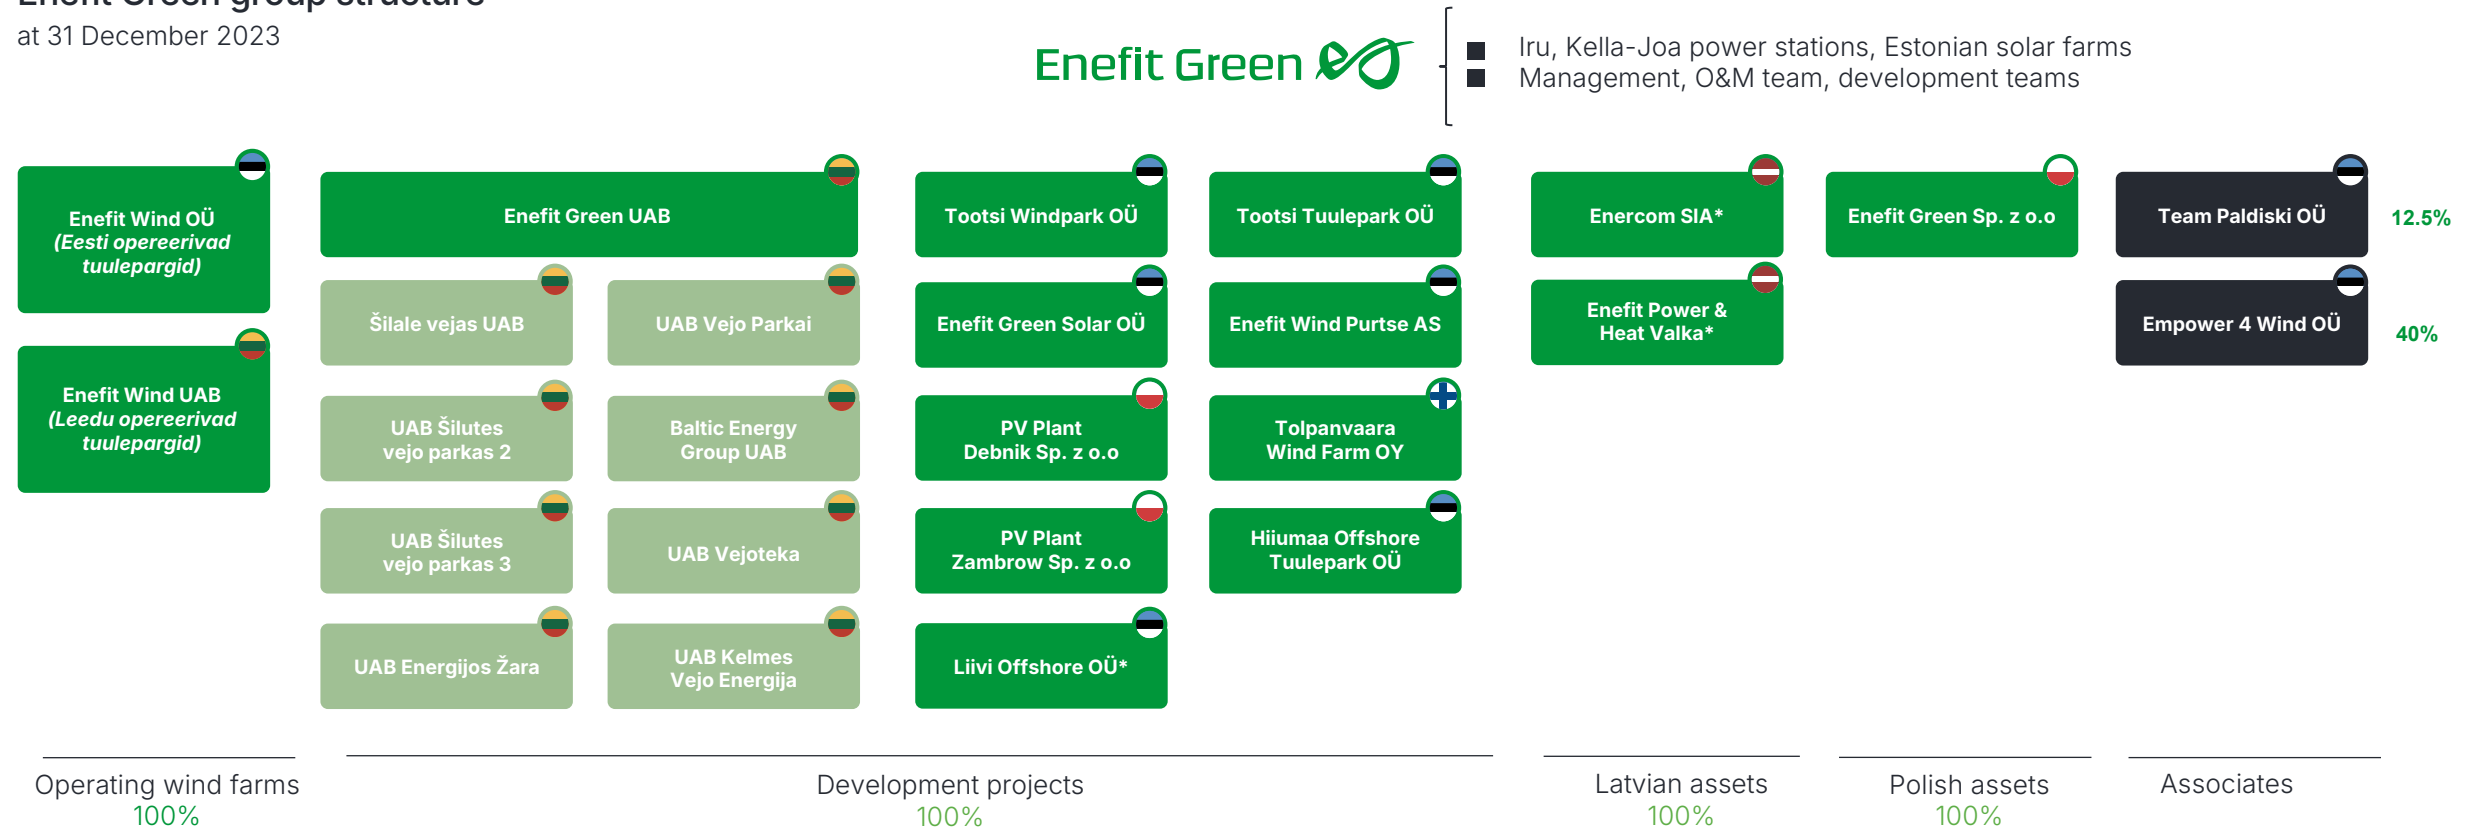 Enefit Green group structure
at 31 December 2023
Enefit Green
Iru, Kella-Joa power stations, Estonian solar farms
Management, O&M team, development teams
Enefit Wind OÜ
(Eesti opereerivad
tuulepargid)
Enefit Wind UAB
(Leedu opereerivad
tuulepargid)
Enefit Green UAB
Šilale vejas UAB
UAB Vejo Parkai
UAB Šilutes
vejo parkas 2
Baltic Energy
Group UAB
UAB Šilutes
vejo parkas 3
UAB Vejoteka
UAB Energijos Žara
UAB Kelmes
Vejo Energija
Tootsi Windpark OÜ
Tootsi Tuulepark OÜ
Enefit Green Solar OÜ
Enefit Wind Purtse AS
PV Plant
Debnik Sp. z o.o
Tolpanvaara
Wind Farm OY
PV Plant
Zambrow Sp. z o.o
Hiiumaa Offshore
Tuulepark OÜ
Liivi Offshore OÜ*
Enercom SIA*
Enefit Power &
Heat Valka*
Enefit Green Sp. z o.o
Team Paldiski OÜ
12.5%
Empower 4 Wind OÜ
40%
Operating wind farms
100%
Development projects
100%
Latvian assets
100%
Polish assets
100%
Associates